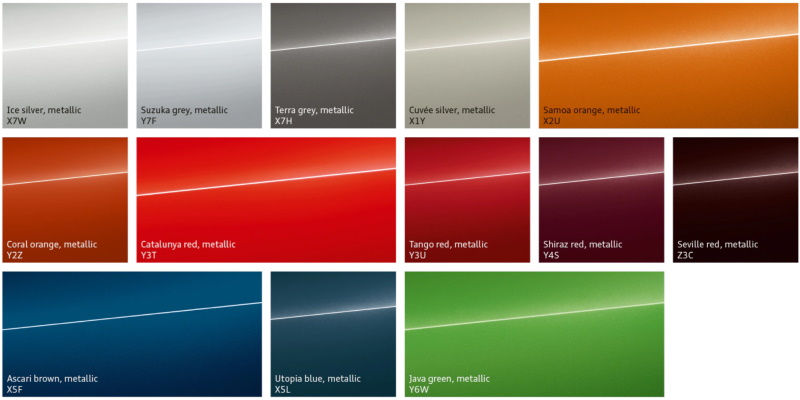 Ice silver, metallic
X7W
Suzuka grey, metallic
Y7F
Terra grey, metallic
X7H
Cuvée silver, metallic
X1Y
Samoa orange, metallic
X2U
Coral orange, metallic
Y2Z
Catalunya red, metallic
Y3T
Tango red, metallic
Y3U
Shiraz red, metallic
Y4S
Seville red, metallic
Z3C
Ascari brown, metallic
X5F
Utopia blue, metallic
X5L
Java green, metallic
Y6W